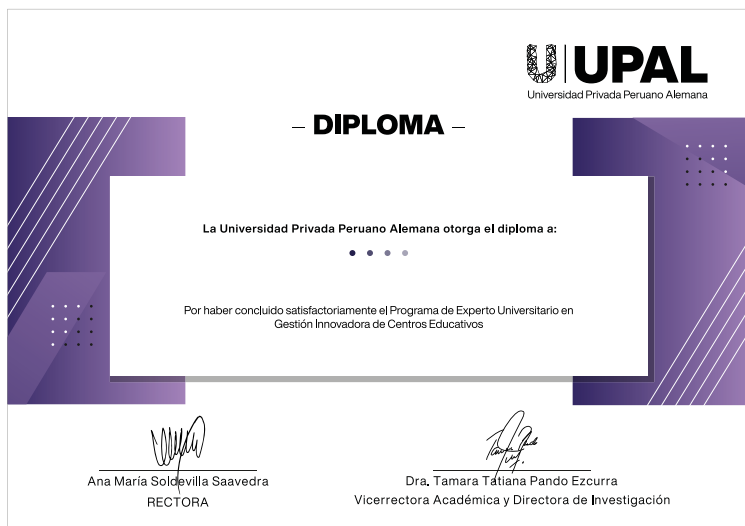 UPAL
Universidad Privada Peruano Alemana
– DIPLOMA –
La Universidad Privada Peruano Alemana otorga el diploma a:
Por haber concluido satisfactoriamente el Programa de Experto Universitario en
Gestión Innovadora de Centros Educativos
Ana María Soldevilla Saavedra
RECTORA
Dra. Tamara Tatiana Pando Ezcurra
Vicerrectora Académica y Directora de Investigación